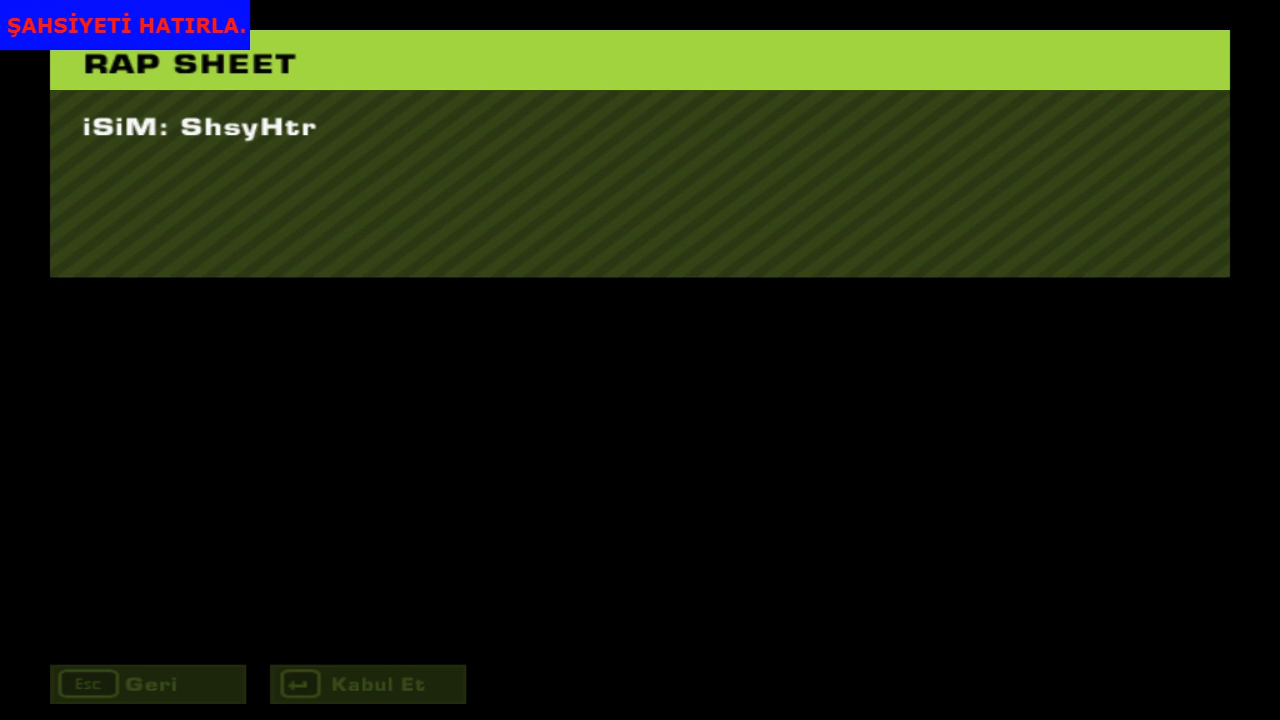 ŞAHSİYETİ HATIRLA.
RAP SHEET
iSiM: ShsyHtr
Esc Geri
Kabul Et